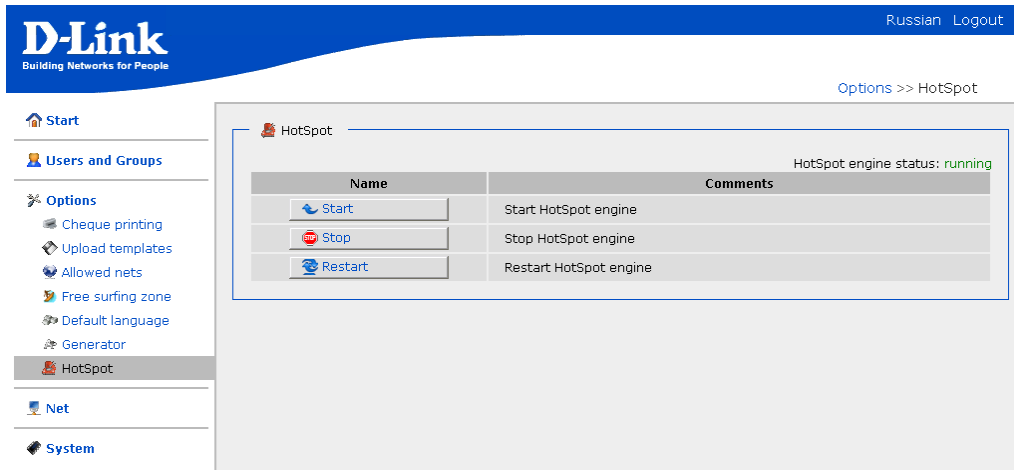 Russian Logout
D-Link
Building Networks for People
Options >> HotSpot
Start
Users and Groups
Options
Cheque printing
Upload templates
Allowed nets
Free surfing zone
Default language
Generator
HotSpot
Net
System
HotSpot
HotSpot engine status: running
Name Comments
Start Start HotSpot engine
STOP Stop Stop HotSpot engine
Restart Restart HotSpot engine